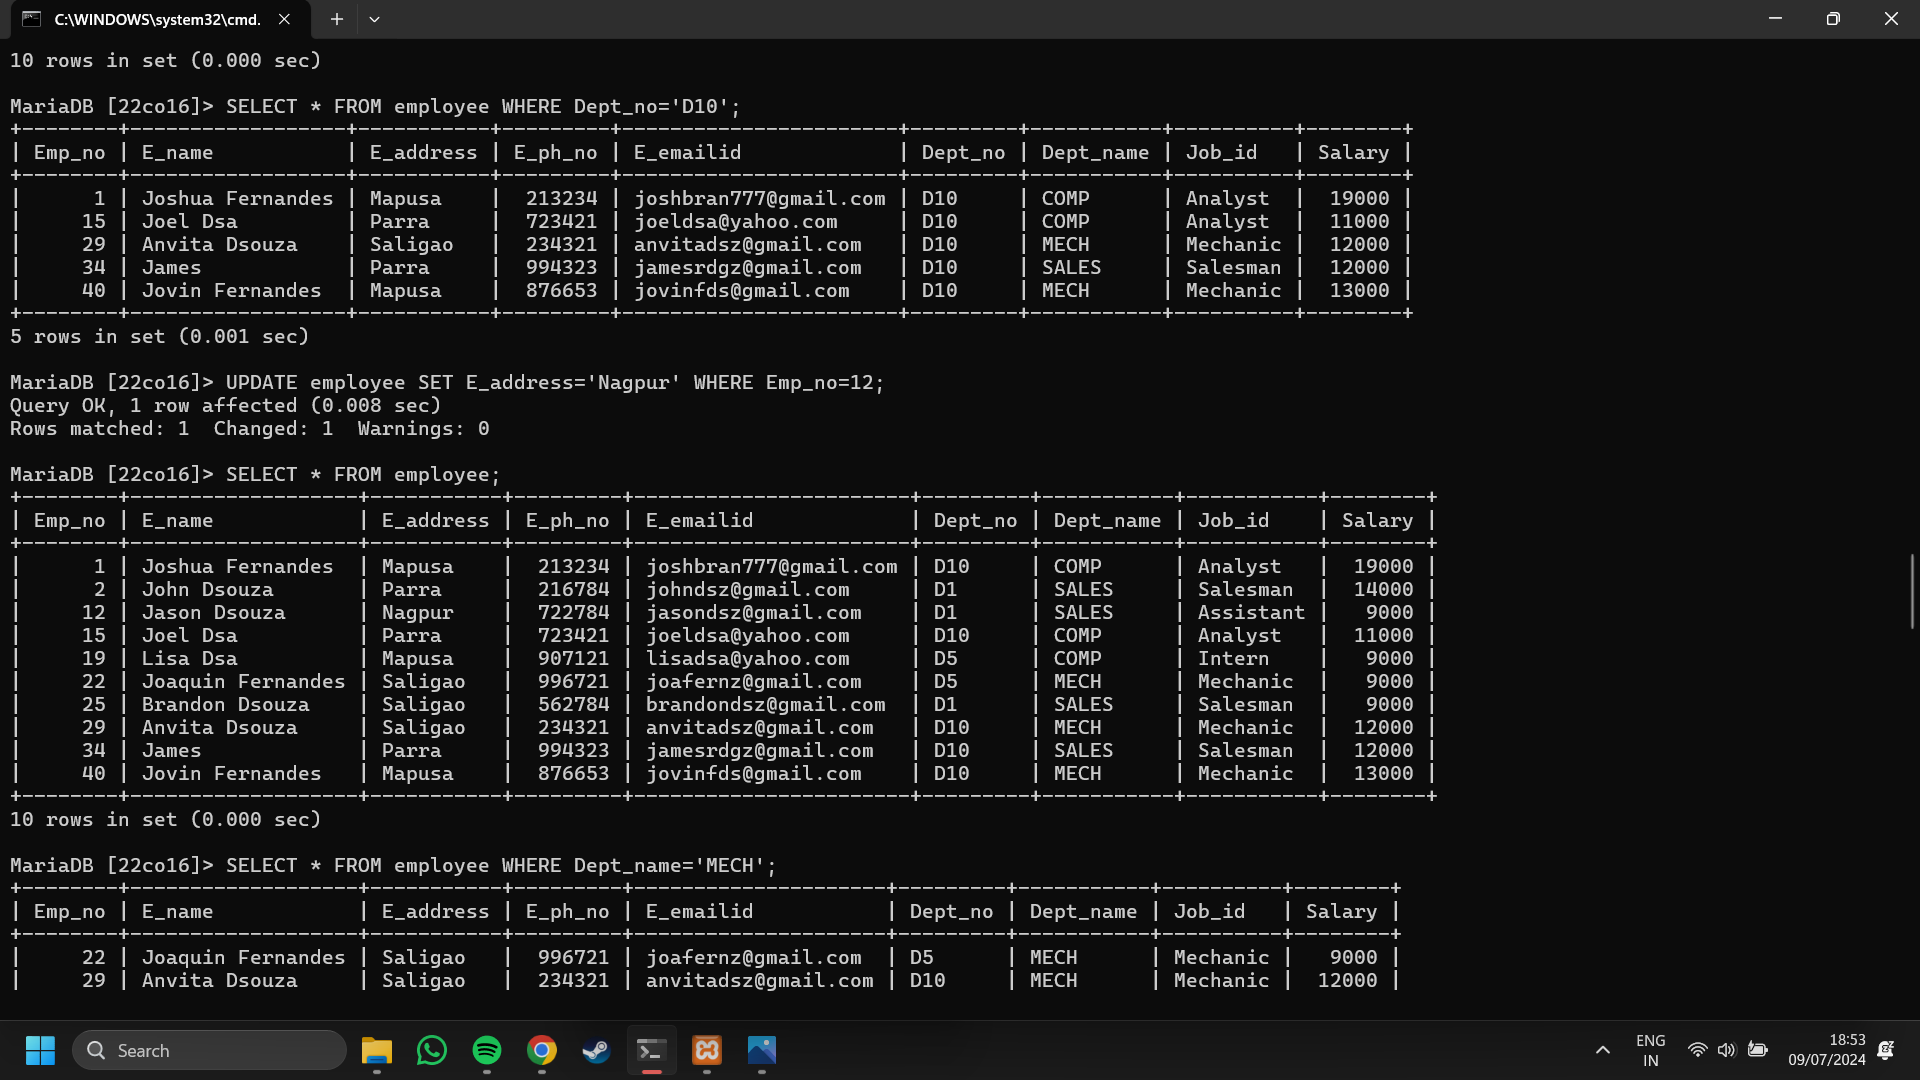 C:\WINDOWS\system32\cmd.
10 rows in set (0.000 sec)
MariaDB [22co16]> SELECT * FROM employee WHERE Dept_no='D10';
+--------+------------------+-----------+---------+-----------------------+---------+-----------+----------+--------+
| Emp_no | E_name           | E_address | E_ph_no | E_emailid             | Dept_no | Dept_name | Job_id   | Salary |
+--------+------------------+-----------+---------+-----------------------+---------+-----------+----------+--------+
|      1 | Joshua Fernandes | Mapusa    |  213234 | joshbran777@gmail.com | D10     | COMP      | Analyst  |  19000 |
|     15 | Joel Dsa         | Parra     |  723421 | joeldsa@yahoo.com     | D10     | COMP      | Analyst  |  11000 |
|     29 | Anvita Dsouza    | Saligao   |  234321 | anvitadsz@gmail.com   | D10     | MECH      | Mechanic |  12000 |
|     34 | James            | Parra     |  994323 | jamesrdgz@gmail.com   | D10     | SALES     | Salesman |  12000 |
|     40 | Jovin Fernandes  | Mapusa    |  876653 | jovinfds@gmail.com    | D10     | MECH      | Mechanic |  13000 |
+--------+------------------+-----------+---------+-----------------------+---------+-----------+----------+--------+
5 rows in set (0.001 sec)
MariaDB [22co16]> UPDATE employee SET E_address='Nagpur' WHERE Emp_no=12;
Query OK, 1 row affected (0.008 sec)
Rows matched: 1  Changed: 1  Warnings: 0
MariaDB [22co16]> SELECT * FROM employee;
+--------+-------------------+-----------+---------+-----------------------+---------+-----------+-----------+--------+
| Emp_no | E_name            | E_address | E_ph_no | E_emailid             | Dept_no | Dept_name | Job_id    | Salary |
+--------+-------------------+-----------+---------+-----------------------+---------+-----------+-----------+--------+
|      1 | Joshua Fernandes  | Mapusa    |  213234 | joshbran777@gmail.com | D10     | COMP      | Analyst   |  19000 |
|      2 | John Dsouza       | Parra     |  216784 | johndsz@gmail.com     | D1      | SALES     | Salesman  |  14000 |
|     12 | Jason Dsouza      | Nagpur    |  722784 | jasondsz@gmail.com    | D1      | SALES     | Assistant |   9000 |
|     15 | Joel Dsa          | Parra     |  723421 | joeldsa@yahoo.com     | D10     | COMP      | Analyst   |  11000 |
|     19 | Lisa Dsa          | Mapusa    |  907121 | lisadsa@yahoo.com     | D5      | COMP      | Intern    |   9000 |
|     22 | Joaquin Fernandes | Saligao   |  996721 | joafernz@gmail.com    | D5      | MECH      | Mechanic  |   9000 |
|     25 | Brandon Dsouza    | Saligao   |  562784 | brandondsz@gmail.com  | D1      | SALES     | Salesman  |   9000 |
|     29 | Anvita Dsouza     | Saligao   |  234321 | anvitadsz@gmail.com   | D10     | MECH      | Mechanic  |  12000 |
|     34 | James             | Parra     |  994323 | jamesrdgz@gmail.com   | D10     | SALES     | Salesman  |  12000 |
|     40 | Jovin Fernandes   | Mapusa    |  876653 | jovinfds@gmail.com    | D10     | MECH      | Mechanic  |  13000 |
+--------+-------------------+-----------+---------+-----------------------+---------+-----------+-----------+--------+
10 rows in set (0.000 sec)
MariaDB [22co16]> SELECT * FROM employee WHERE Dept_name='MECH';
+--------+-------------------+-----------+---------+---------------------+---------+-----------+----------+--------+
| Emp_no | E_name            | E_address | E_ph_no | E_emailid           | Dept_no | Dept_name | Job_id   | Salary |
+--------+-------------------+-----------+---------+---------------------+---------+-----------+----------+--------+
|     22 | Joaquin Fernandes | Saligao   |  996721 | joafernz@gmail.com  | D5      | MECH      | Mechanic |   9000 |
|     29 | Anvita Dsouza     | Saligao   |  234321 | anvitadsz@gmail.com | D10     | MECH      | Mechanic |  12000 |
Search
ENG
IN
18:53
09/07/2024